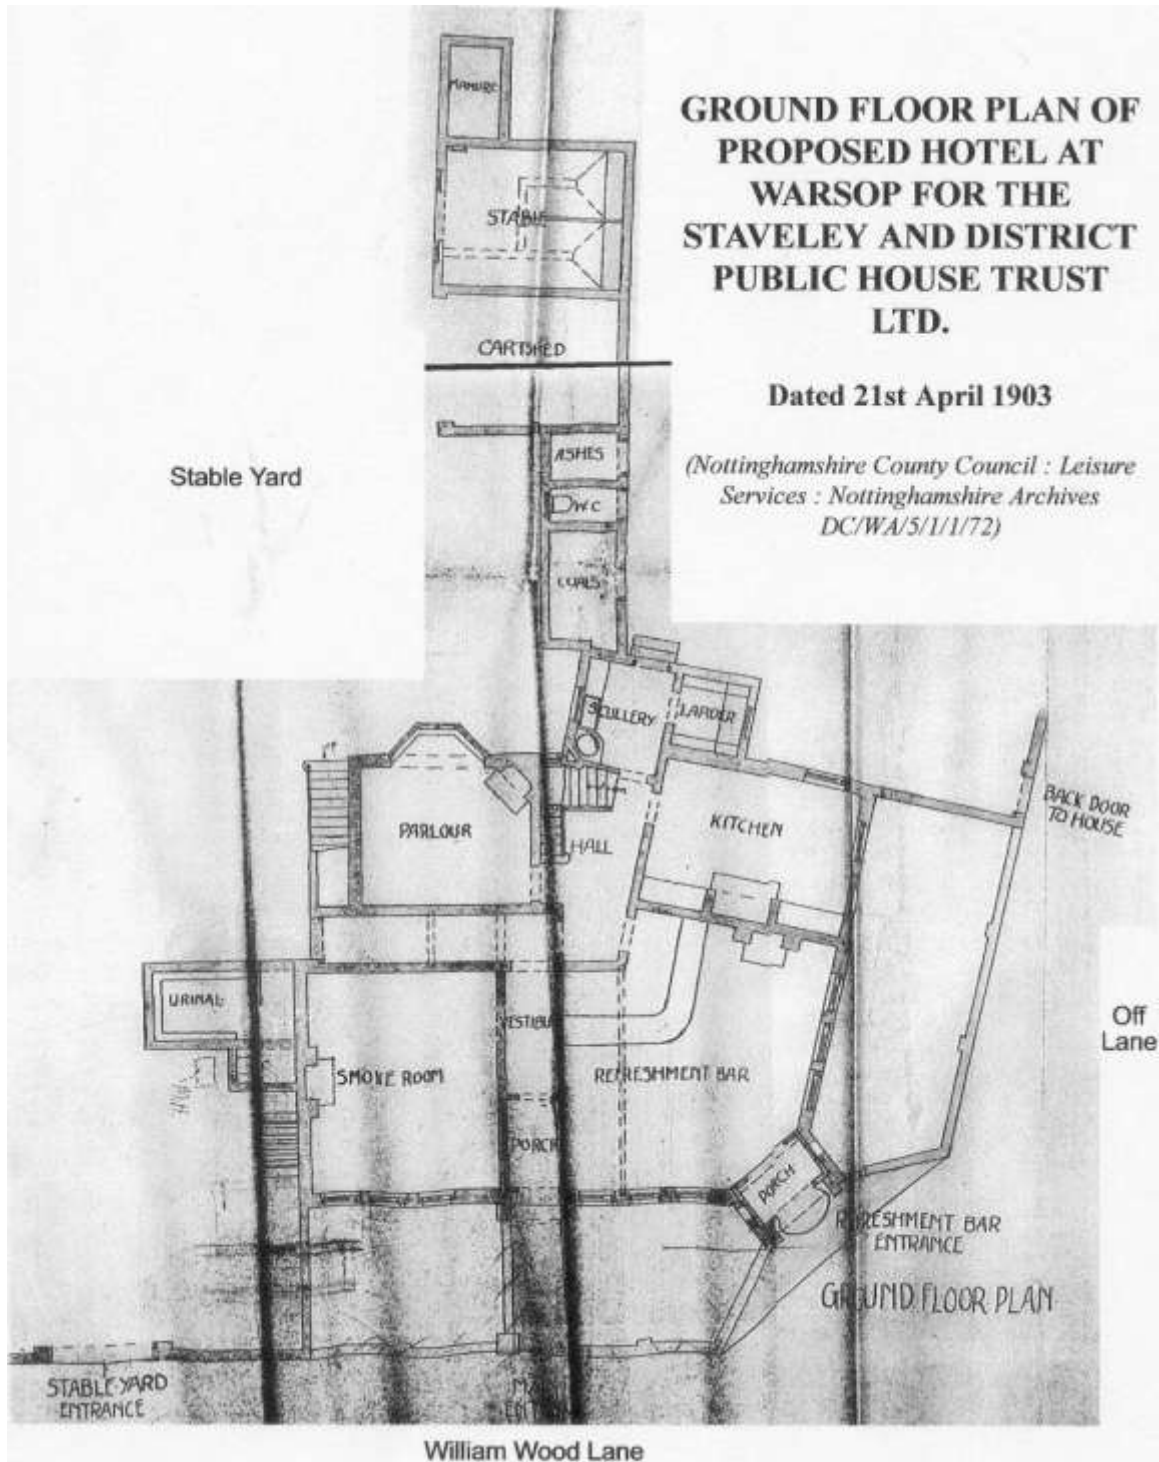 GROUND FLOOR PLAN OF
PROPOSED HOTEL AT
WARSOP FOR THE
STAVELEY AND DISTRICT
PUBLIC HOUSE TRUST
LTD.
Dated 21st April 1903
(Nottinghamshire County Council : Leisure
Services : Nottinghamshire Archives
DC/WA/5/1/1/72)
MANURE
STABLE
CARTSHED
Stable Yard
ASHES
W.C
COALS
SCULLERY
LARDER
PARLOUR
HALL
KITCHEN
BACK DOOR
TO HOUSE
URINAL
SMOKE ROOM
REFRESHMENT BAR
PORCH
PORCH
Off
Lane
REFRESHMENT BAR
ENTRANCE
GROUND FLOOR PLAN
STABLE-YARD
ENTRANCE
William Wood Lane